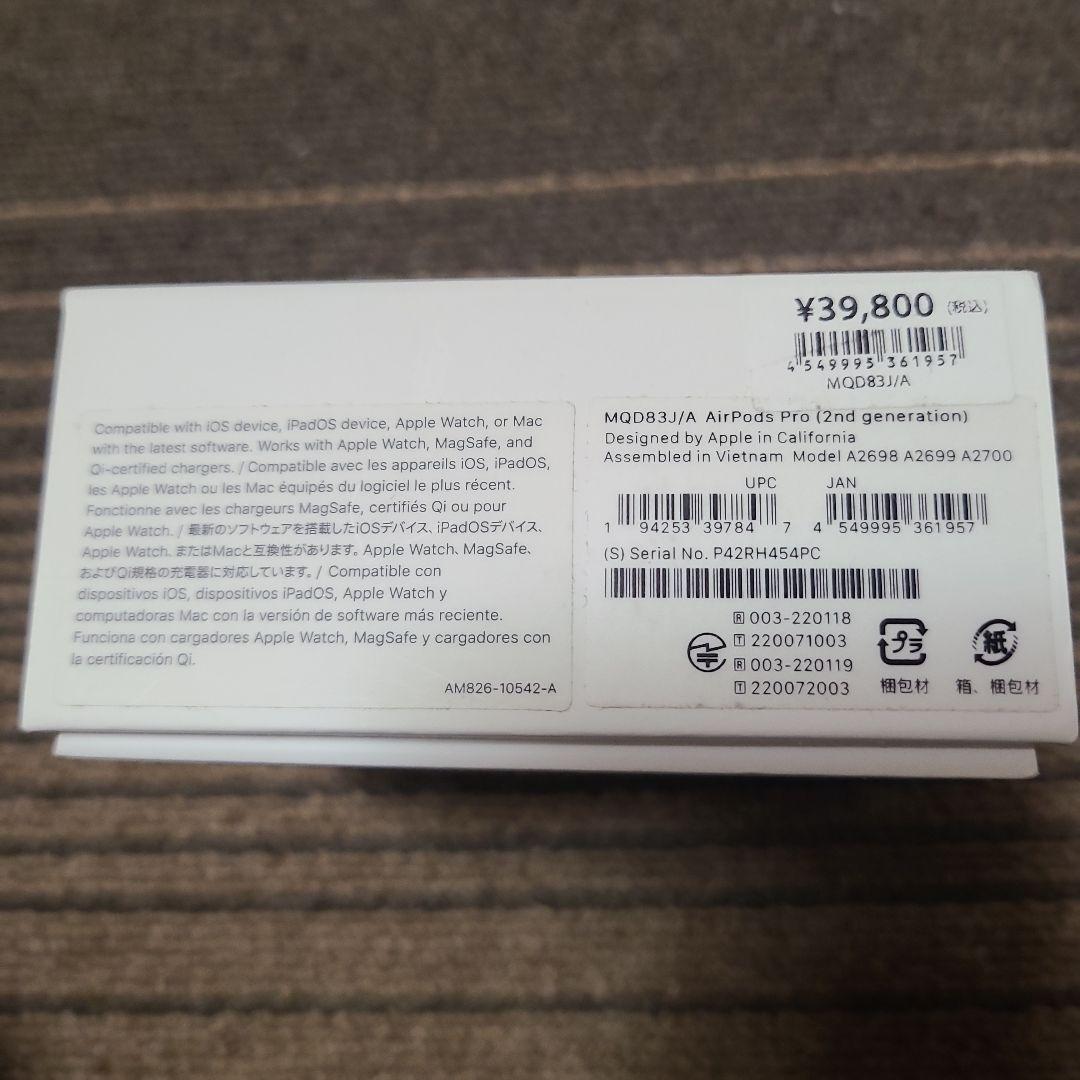 ¥39,800 (税込)
4 549995 361957
MQD83J/A
Compatible with iOS device, iPadOS device, Apple Watch, or Mac
with the latest software. Works with Apple Watch, MagSafe, and
Qi-certified chargers. / Compatible avec les appareils iOS, iPadOS,
les Apple Watch ou les Mac équipés du logiciel le plus récent.
Fonctionne avec les chargeurs MagSafe, certifiés Qi ou pour
Apple Watch. / 最新のソフトウェアを搭載したiOSデバイス、iPadOSデバイス、
Apple Watch、またはMacと互換性があります。Apple Watch、MagSafe、
およびQi規格の充電器に対応しています。/ Compatible con
dispositivos iOS, dispositivos iPadOS, Apple Watch y
computadoras Mac con la versión de software más reciente.
Funciona con cargadores Apple Watch, MagSafe y cargadores con
la certificación Qi.
AM826-10542-A
MQD83J/A AirPods Pro (2nd generation)
Designed by Apple in California
Assembled in Vietnam Model A2698 A2699 A2700
UPC JAN
1 94253 39784 7 4 549995 361957
(S) Serial No. P42RH454PC
R 003-220118
T 220071003
R 003-220119
T 220072003
プラ
梱包材
紙
箱、梱包材